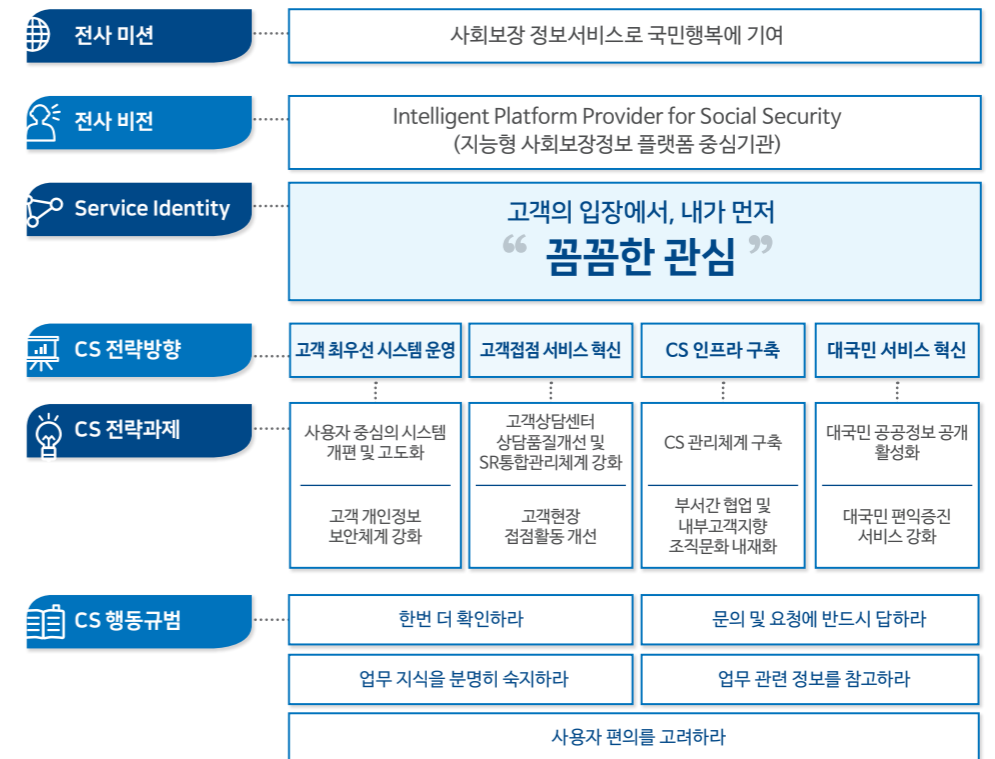 전사 미션
사회보장 정보서비스로 국민행복에 기여
전사 비전
Intelligent Platform Provider for Social Security
(지능형 사회보장정보 플랫폼 중심기관)
Service Identity
고객의 입장에서, 내가 먼저
“ 꼼꼼한 관심 ”
CS 전략방향
고객 최우선 시스템 운영
고객접점 서비스 혁신
CS 인프라 구축
대국민 서비스 혁신
CS 전략과제
사용자 중심의 시스템
개편 및 고도화
고객 개인정보
보안체계 강화
고객상담센터
상담품질개선 및
SR통합관리체계 강화
고객현장
접점활동 개선
CS 관리체계 구축
부서간 협업 및
내부고객지향
조직문화 내재화
대국민 공공정보 공개
활성화
대국민 편익증진
서비스 강화
CS 행동규범
한번 더 확인하라
문의 및 요청에 반드시 답하라
업무 지식을 분명히 숙지하라
업무 관련 정보를 참고하라
사용자 편의를 고려하라